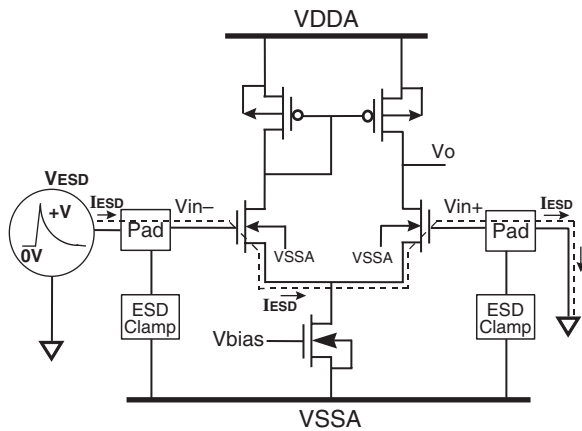 VDDA
VESD
+V
0V
IESD
Pad
Vin–
VSSA
VSSA
Vo
Vin+
IESD
Pad
IESD
ESD
Clamp
Vbias
ESD
Clamp
VSSA